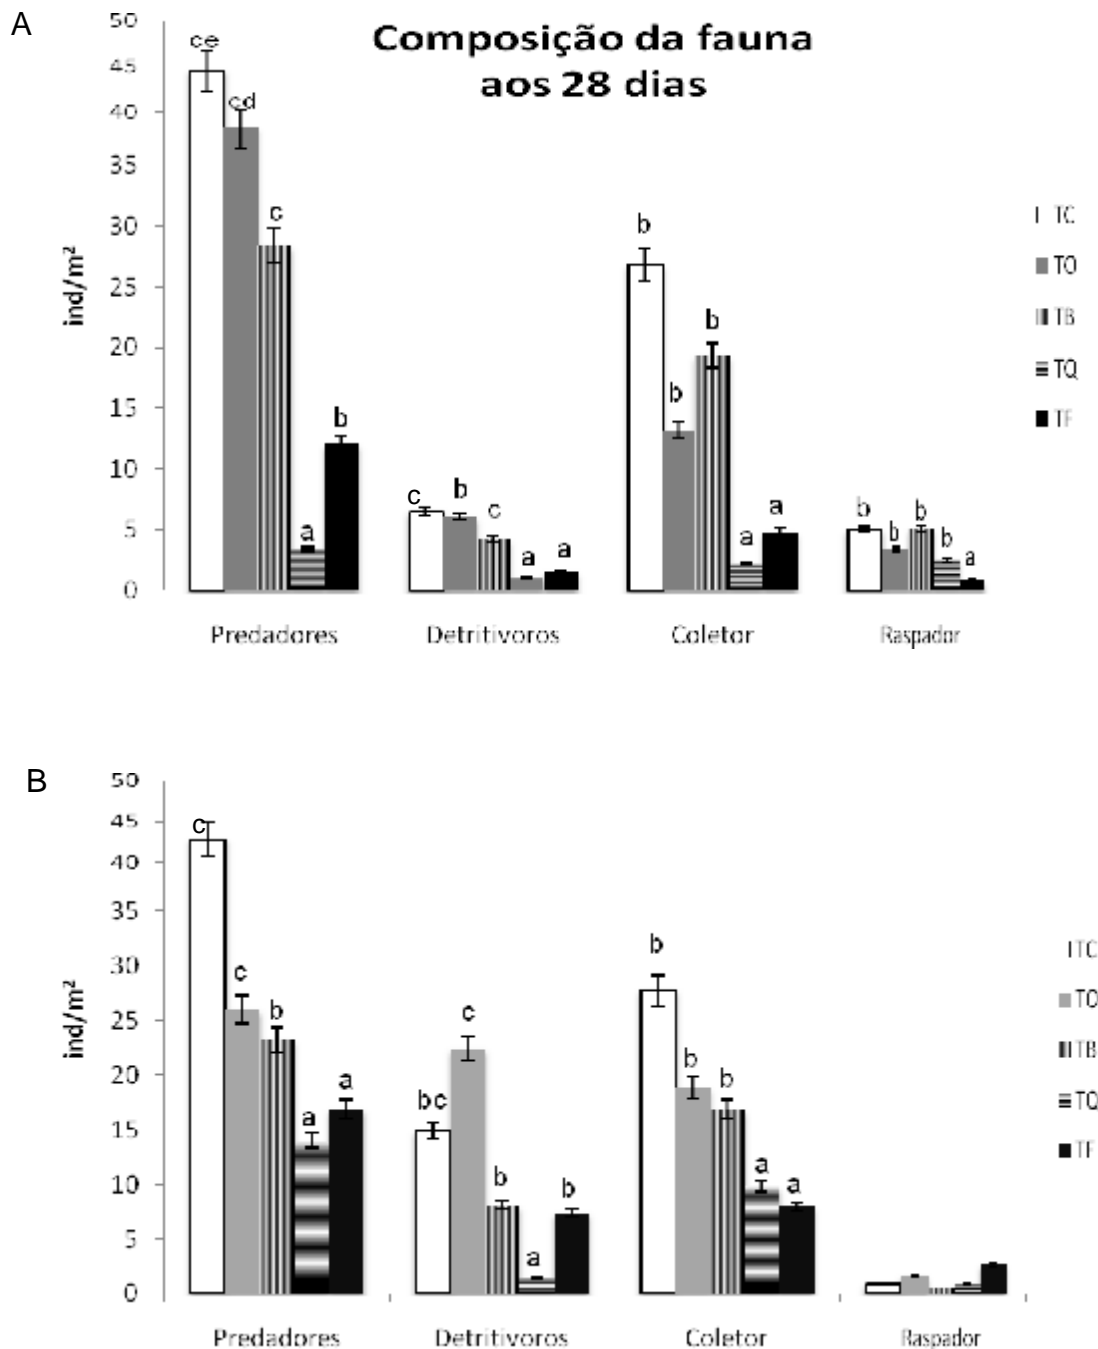 A
Composição da fauna
aos 28 dias
50
45
40
35
30
25
20
15
10
5
0
ind/m²
ce
cd
c
a
b
c
b
c
a
a
b
b
b
a
a
b
b
b
b
a
Predadores
Detritivoros
Coletor
Raspador
TC
TO
TB
TQ
TF
B
50
45
40
35
30
25
20
15
10
5
0
ind/m²
c
c
b
a
a
bc
c
b
a
b
b
b
b
a
a
Predadores
Detritivoros
Coletor
Raspador
TC
TO
TB
TQ
TF